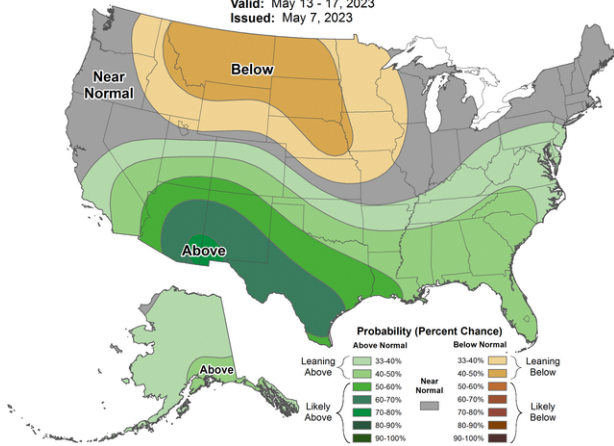 Valid: May 13 - 17, 2023
Issued: May 7, 2023
Near
Normal
Below
Above
Above
Probability (Percent Chance)
Above Normal
Below Normal
Leaning
Above
33-40%
40-50%
Likely
Above
50-60%
60-70%
70-80%
80-90%
90-100%
Near
Normal
33-40%
40-50%
Leaning
Below
50-60%
60-70%
70-80%
80-90%
90-100%
Likely
Below